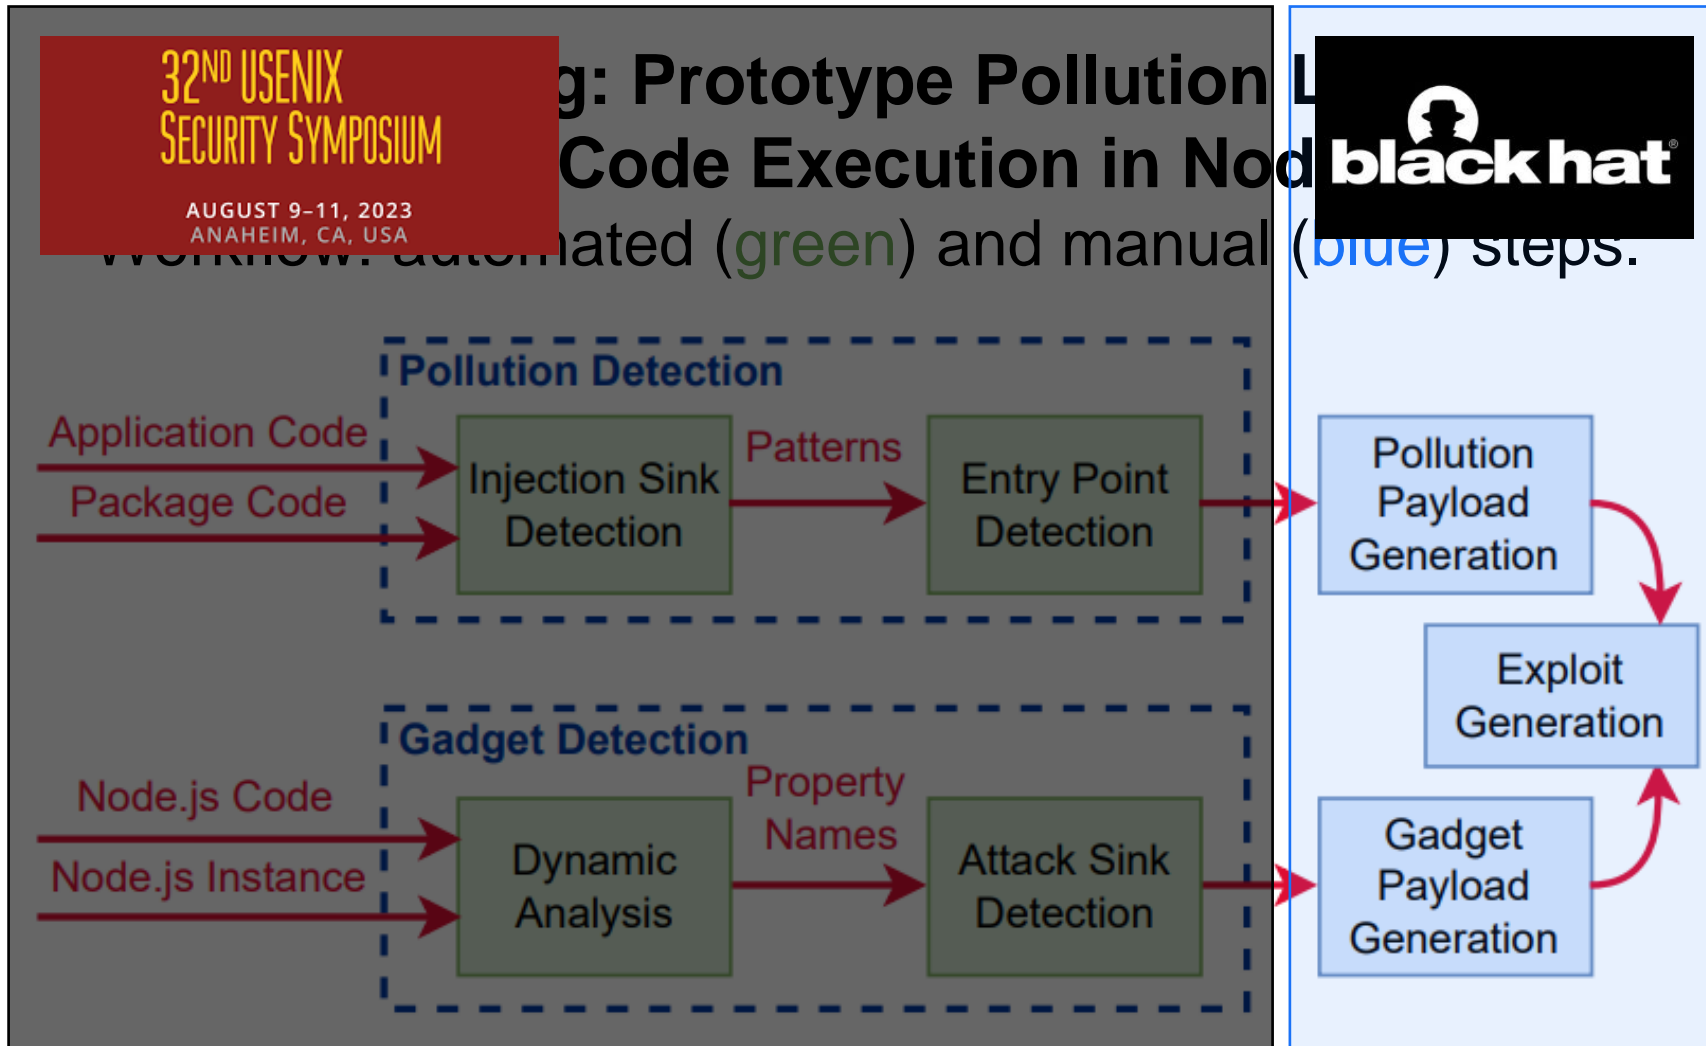 32ND USENIX
SECURITY SYMPOSIUM
AUGUST 9–11, 2023
ANAHEIM, CA, USA
g: Prototype Pollution L
Code Execution in Nod
black hat®
Workflow: automated (green) and manual (blue) steps.
Pollution Detection
Application Code
Package Code
Injection Sink
Detection
Patterns
Entry Point
Detection
Pollution
Payload
Generation
Exploit
Generation
Gadget Detection
Node.js Code
Node.js Instance
Dynamic
Analysis
Property
Names
Attack Sink
Detection
Gadget
Payload
Generation